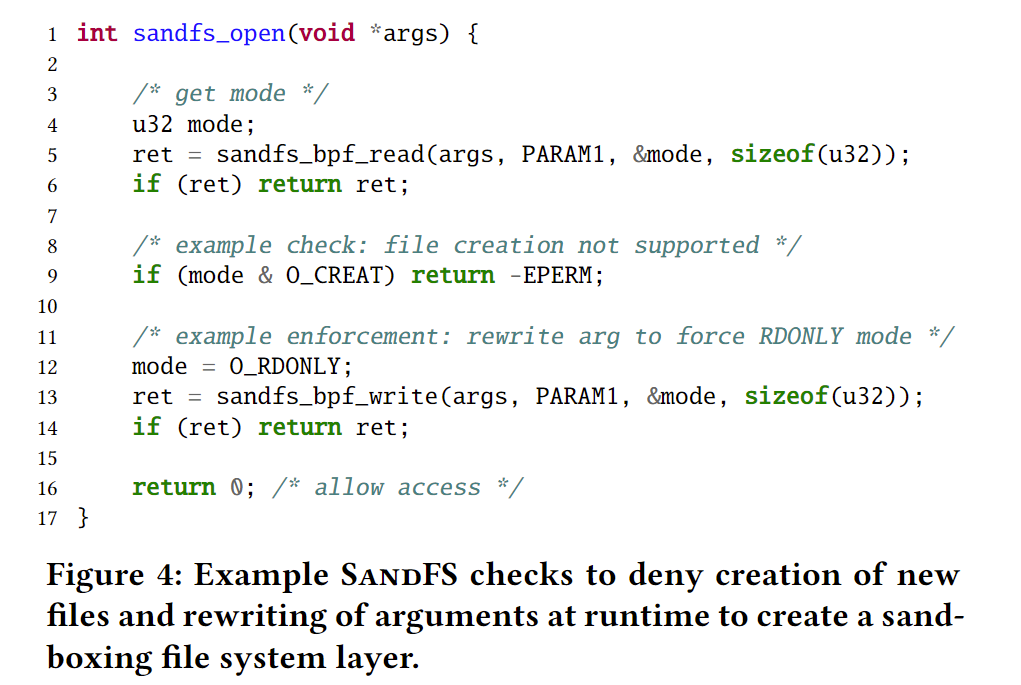 1 int sandfs_open(void *args) {
2
3 /* get mode */
4 u32 mode;
5 ret = sandfs_bpf_read(args, PARAM1, &mode, sizeof(u32));
6 if (ret) return ret;
7
8 /* example check: file creation not supported */
9 if (mode & O_CREAT) return -EPERM;
10
11 /* example enforcement: rewrite arg to force RDONLY mode */
12 mode = O_RDONLY;
13 ret = sandfs_bpf_write(args, PARAM1, &mode, sizeof(u32));
14 if (ret) return ret;
15
16 return 0; /* allow access */
17 }
Figure 4: Example SandFS checks to deny creation of new
files and rewriting of arguments at runtime to create a sand-
boxing file system layer.